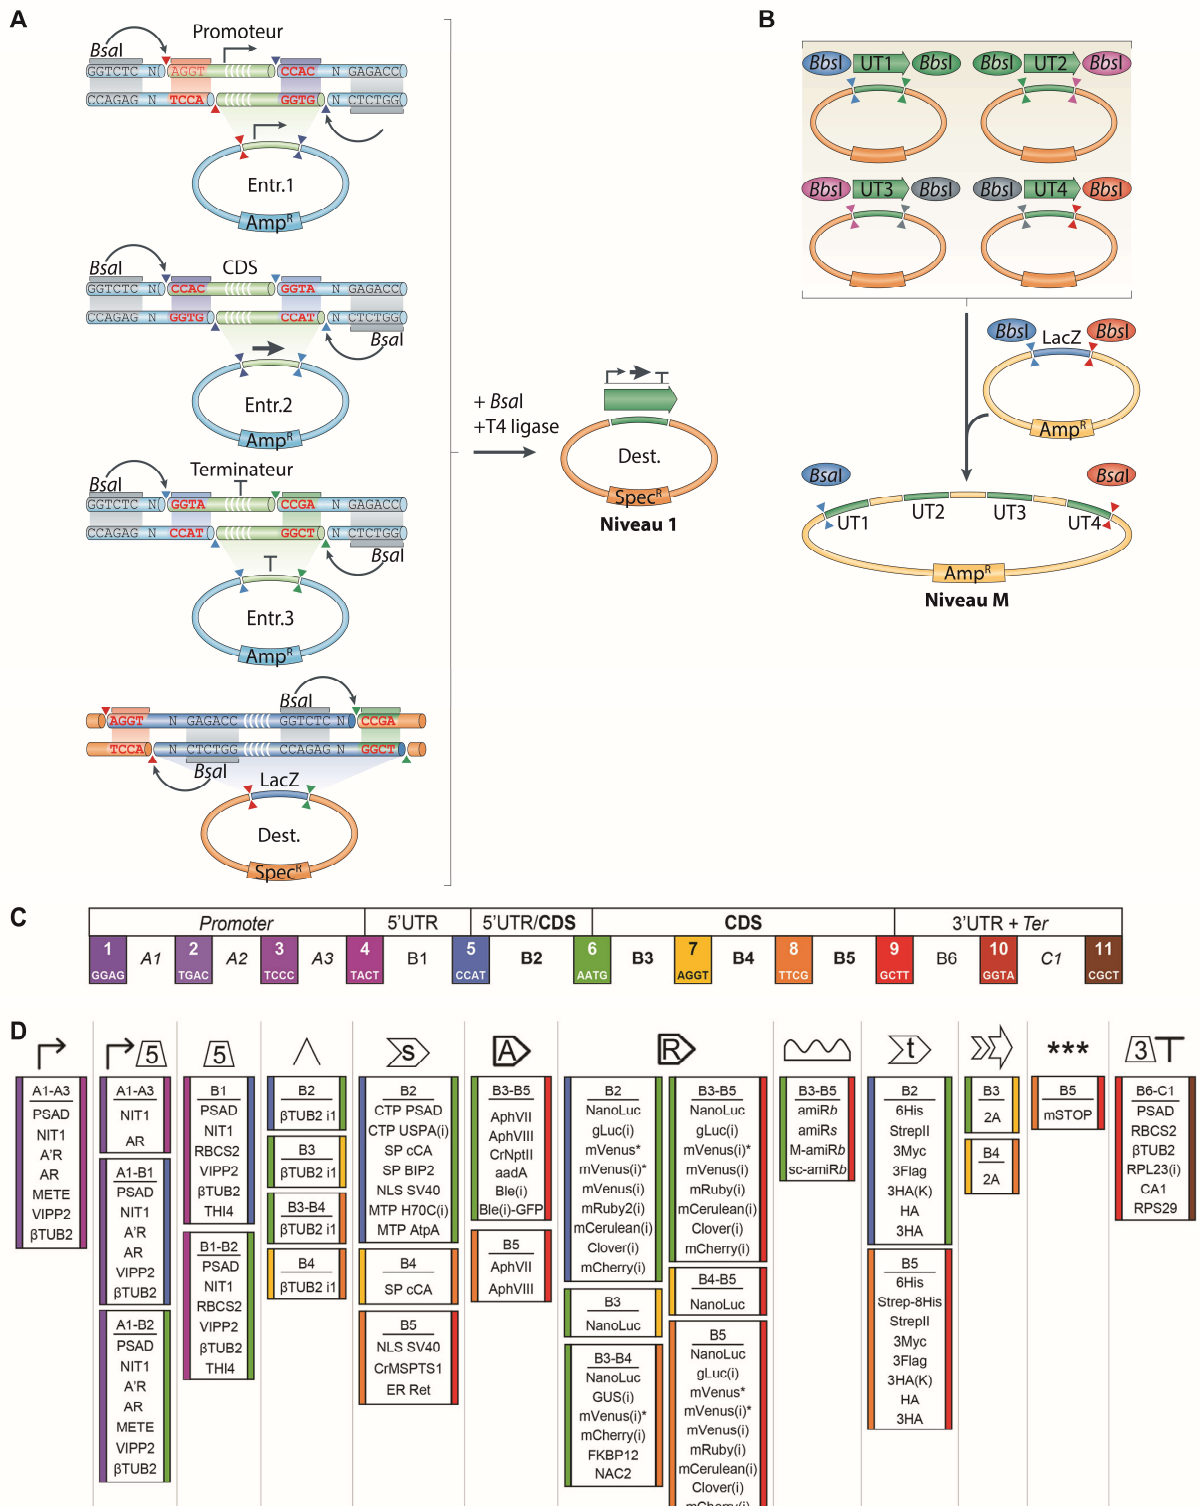 A
Promoteur
BsaI
GGTCTC N AGGT CCAC N GAGACC
CCAGAG N TCCA GGTG N CTCTGG
Entr.1
AmpR
BsaI
CDS
GGTCTC N CCAC GGTA N GAGACC
CCAGAG N GGTG CCAT N CTCTGG
BsaI
Entr.2
AmpR
BsaI
Terminateur
GGTCTC N GGTA CCGA N GAGACC
CCAGAG N CCAT GGCT N CTCTGG
BsaI
Entr.3
AmpR
BsaI
AGGT N GAGACC GGTCTC N CCGA
TCCA N CTCTGG CCAGAG N GGCT
BsaI
LacZ
Dest.
SpecR
+ BsaI
+T4 ligase
Dest.
SpecR
Niveau 1
B
BbsI UT1 BbsI BbsI UT2 BbsI
BbsI UT3 BbsI BbsI UT4 BbsI
BbsI LacZ BbsI
AmpR
BsaI BsaI
UT1 UT2 UT3 UT4
AmpR
Niveau M
C
Promoter 5'UTR 5'UTR/CDS CDS 3'UTR + Ter
1 A1 2 A2 3 A3 4 B1 5 B2 6 B3 7 B4 8 B5 9 B6 10 C1 11
GGAG TGAC TCCC TACT CCAT AATG AGGT TTCG GCTT GGTA CGCT
D
A1-A3
PSAD
NIT1
A'R
AR
METE
VIPP2
βTUB2
5
A1-A3
NIT1
AR
A1-B1
PSAD
NIT1
A'R
AR
VIPP2
βTUB2
A1-B2
PSAD
NIT1
A'R
AR
METE
VIPP2
βTUB2
5
B1
PSAD
NIT1
RBCS2
VIPP2
βTUB2
THI4
B1-B2
PSAD
NIT1
RBCS2
VIPP2
βTUB2
THI4
B2
βTUB2 i1
B3
βTUB2 i1
B3-B4
βTUB2 i1
B4
βTUB2 i1
s
B2
CTP PSAD
CTP USPA(i)
SP cCA
SP BIP2
NLS SV40
MTP H70C(i)
MTP AtpA
B4
SP cCA
B5
NLS SV40
CrMSPTS1
ER Ret
A
B3-B5
AphVII
AphVIII
CrNptII
aadA
Ble(i)
Ble(i)-GFP
B5
AphVII
AphVIII
R
B2
NanoLuc
gLuc(i)
mVenus*
mVenus(i)*
mVenus(i)
mRuby2(i)
mCerulean(i)
Clover(i)
mCherry(i)
B3
NanoLuc
B3-B4
NanoLuc
GUS(i)
mVenus(i)*
mCherry(i)
FKBP12
NAC2
B3-B5
NanoLuc
gLuc(i)
mVenus(i)*
mVenus(i)
mRuby(i)
mCerulean(i)
Clover(i)
mCherry(i)
B4-B5
NanoLuc
B5
NanoLuc
gLuc(i)
mVenus*
mVenus(i)*
mVenus(i)
mRuby(i)
mCerulean(i)
Clover(i)
mCherry(i)
B3-B5
amiRb
amiRs
M-amiRb
sc-amiRb
t
B2
6His
StrepII
3Myc
3Flag
3HA(K)
HA
3HA
B5
6His
Strep-8His
StrepII
3Myc
3Flag
3HA(K)
HA
3HA
B3
2A
B4
2A
***
B5
mSTOP
3
B6-C1
PSAD
RBCS2
βTUB2
RPL23(i)
CA1
RPS29